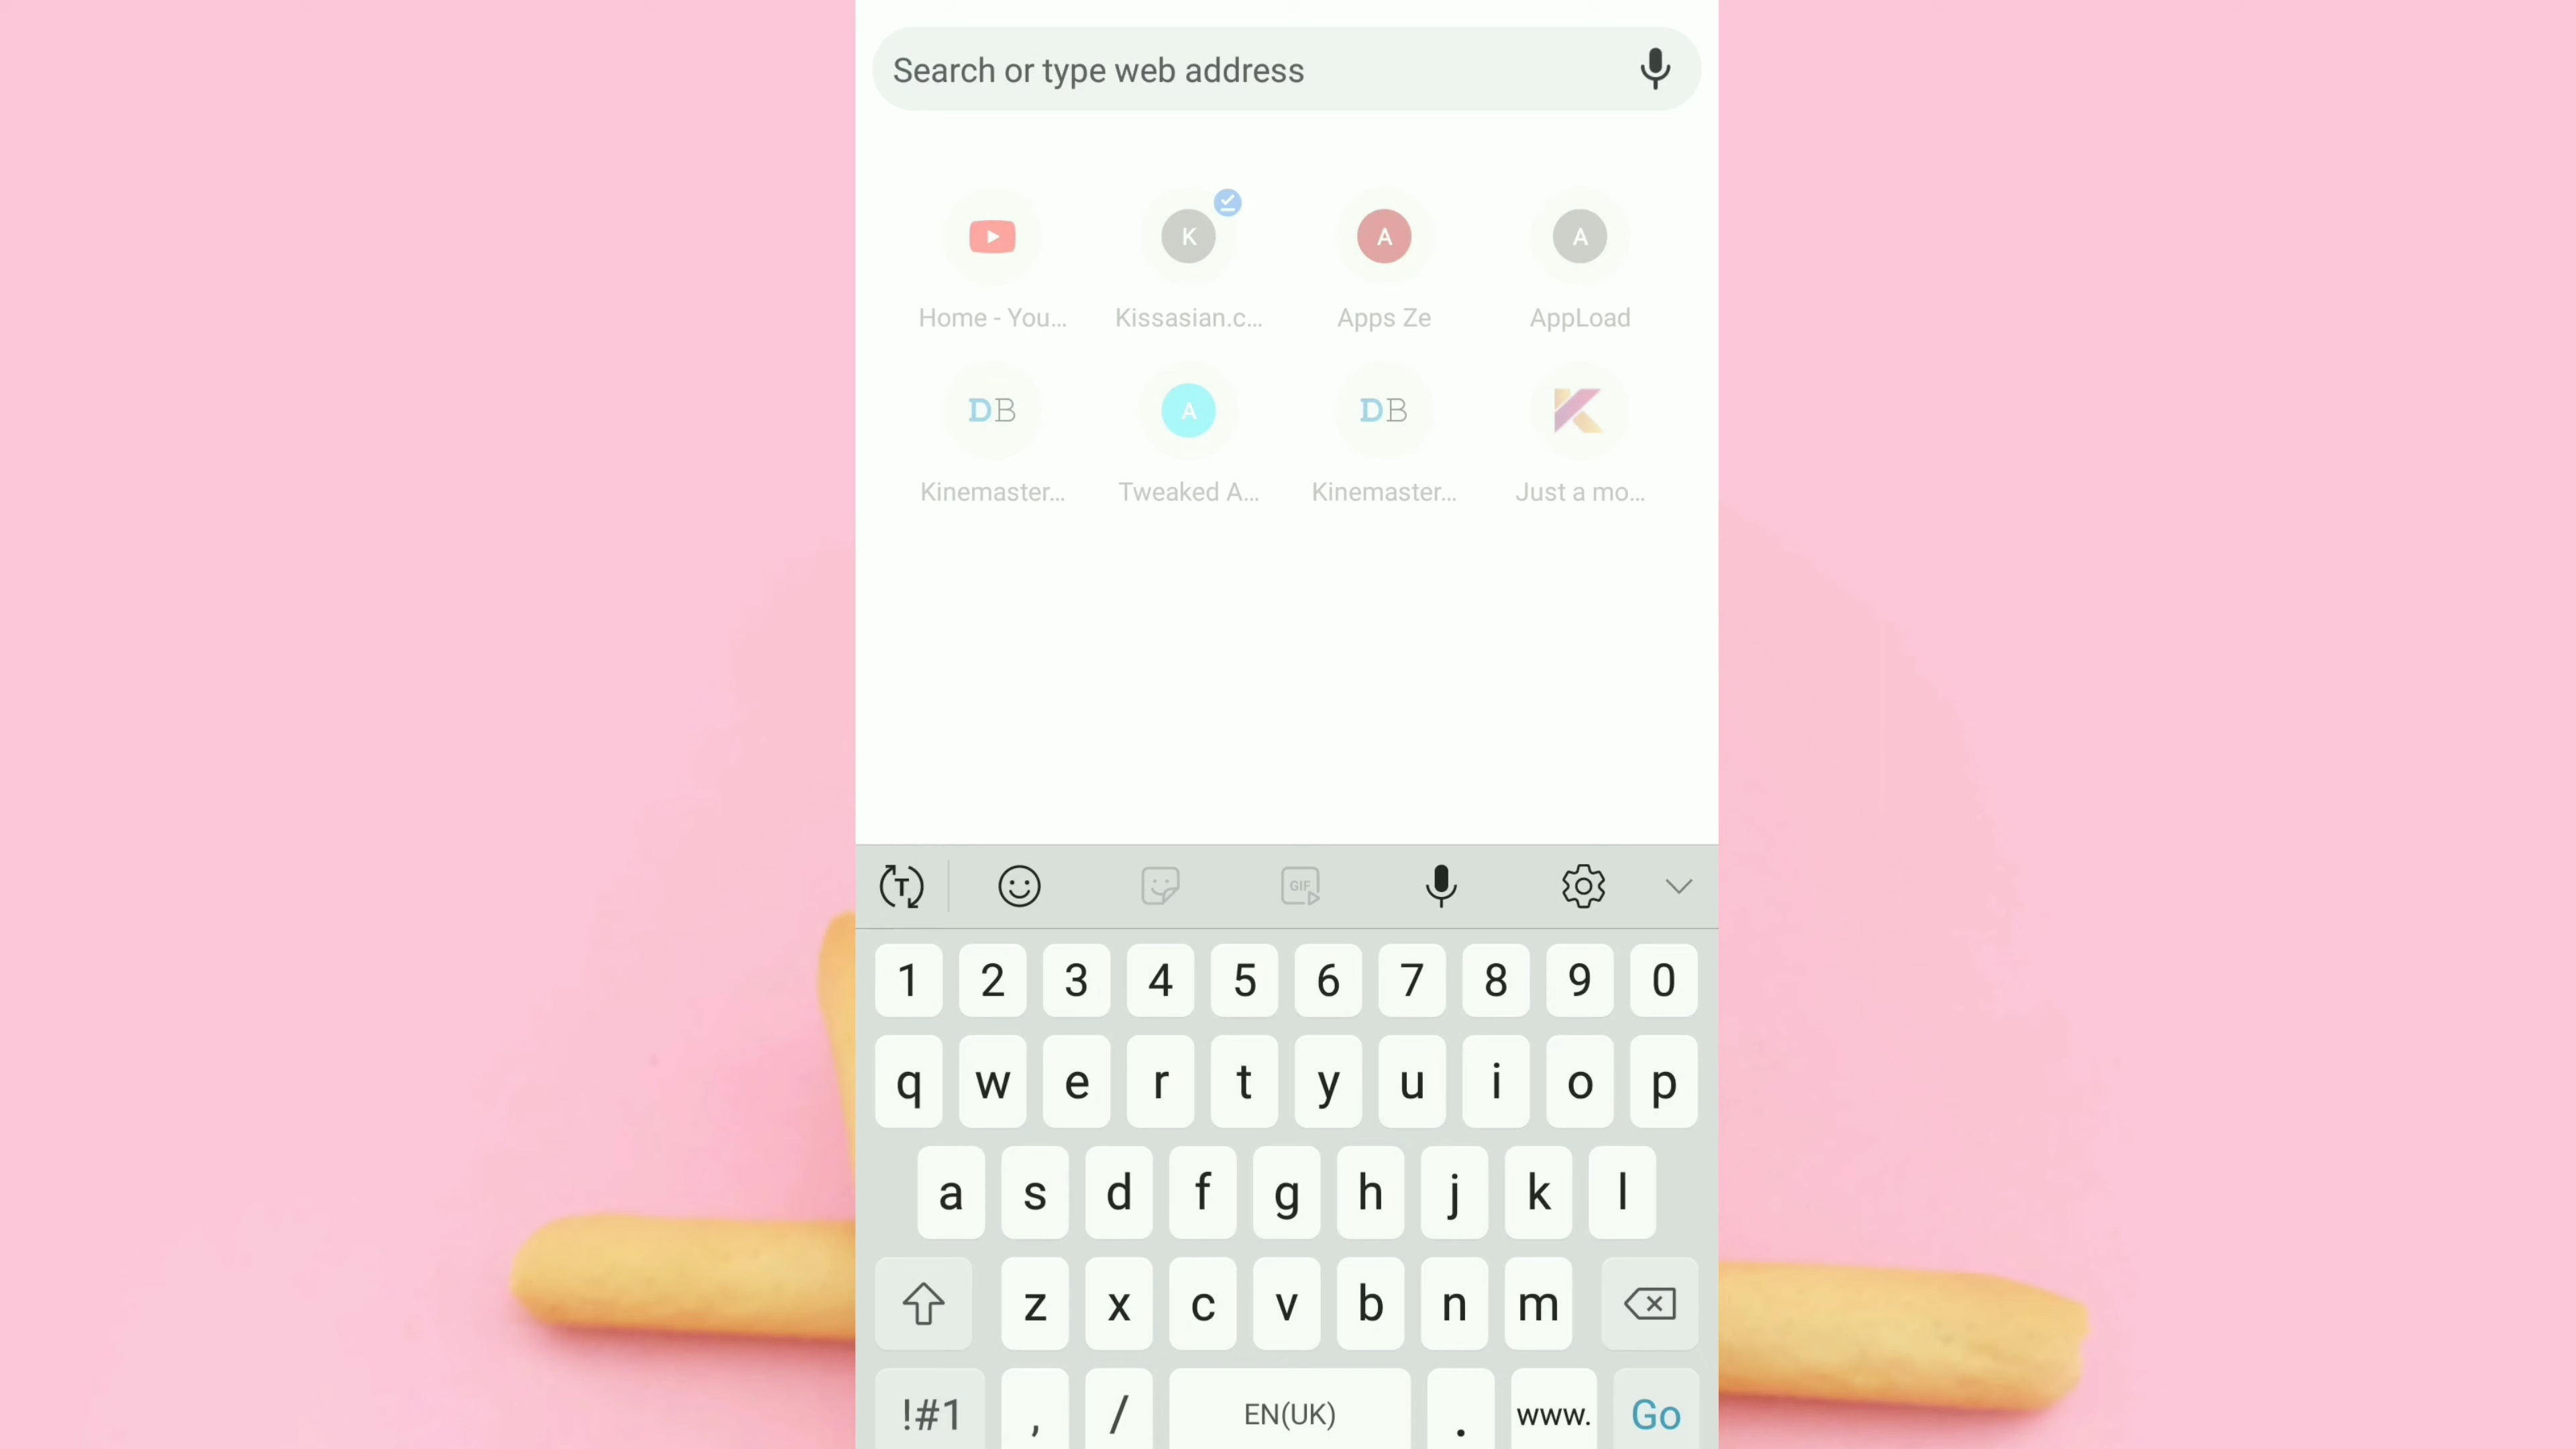 Search or type web address
K A A
Home - You... Kissasian.c... Apps Ze AppLoad
DB A DB
Kinemaster... Tweaked A... Kinemaster... Just a mo...
T GIF
1 2 3 4 5 6 7 8 9 0
q w e r t y u i o p
a s d f g h j k l
z x c v b n m
!#1 , / EN(UK) . www. Go